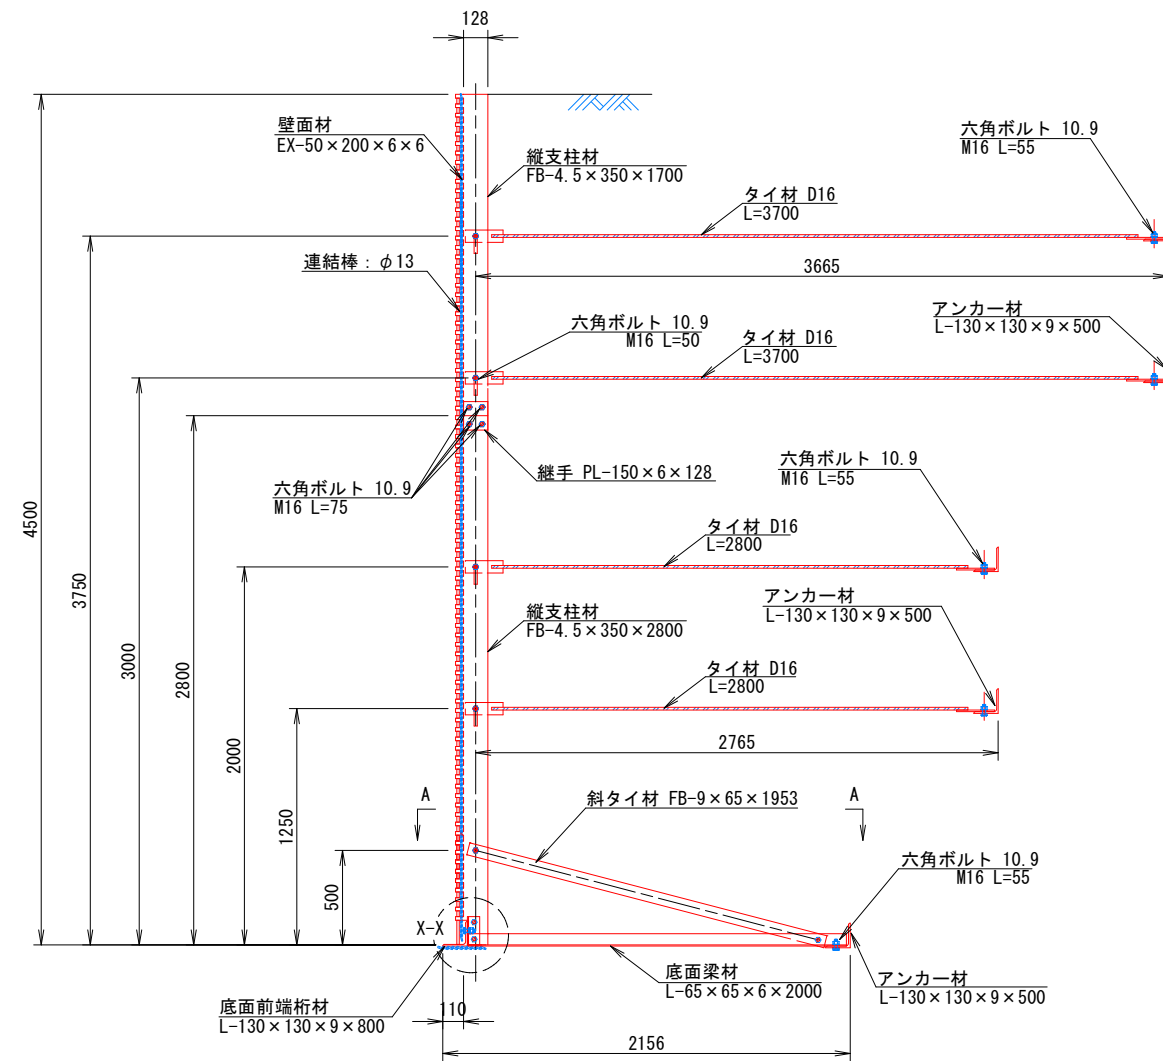 128
壁面材
EX-50×200×6×6
縦支柱材
FB-4.5×350×1700
六角ボルト 10.9
M16 L=55
タイ材 D16
L=3700
連結棒：φ13
3665
六角ボルト 10.9
M16 L=50
タイ材 D16
L=3700
アンカー材
L-130×130×9×500
継手 PL-150×6×128
六角ボルト 10.9
M16 L=55
六角ボルト 10.9
M16 L=75
4500
3750
3000
2800
2000
1250
500
タイ材 D16
L=2800
縦支柱材
FB-4.5×350×2800
アンカー材
L-130×130×9×500
タイ材 D16
L=2800
2765
A
A
斜タイ材 FB-9×65×1953
六角ボルト 10.9
M16 L=55
X-X
底面梁材
L-65×65×6×2000
アンカー材
L-130×130×9×500
底面前端桁材
L-130×130×9×800
110
2156